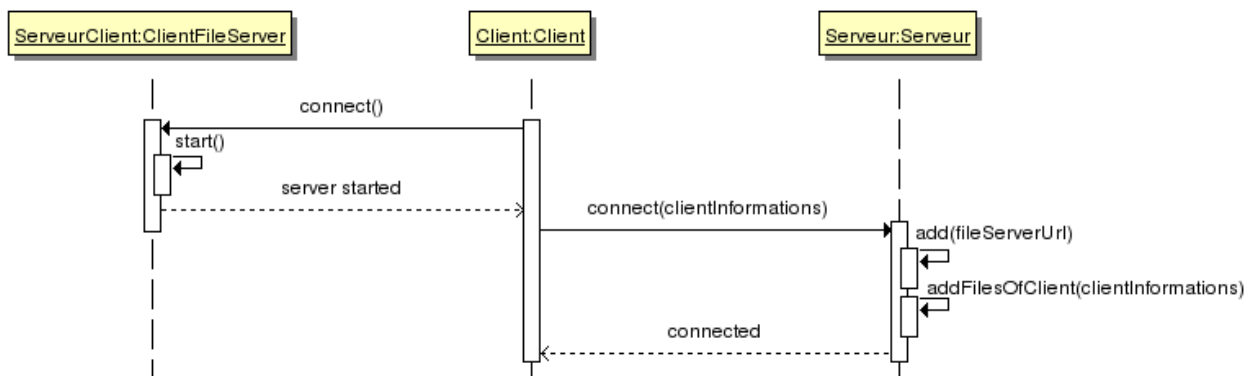 ServeurClient:ClientFileServer
Client:Client
Serveur:Serveur
connect()
start()
server started
connect(clientInformations)
add(fileServerUrl)
addFilesOfClient(clientInformations)
connected